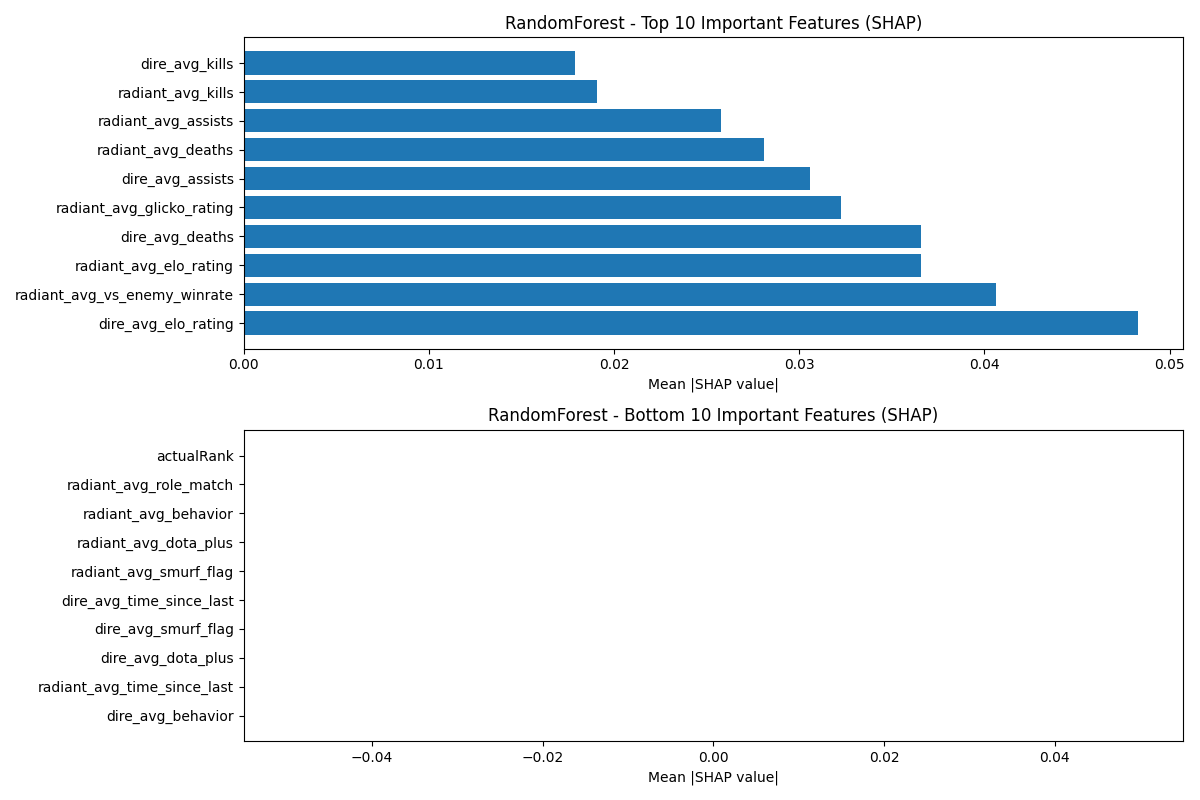 RandomForest - Top 10 Important Features (SHAP)
dire_avg_kills
radiant_avg_kills
radiant_avg_assists
radiant_avg_deaths
dire_avg_assists
radiant_avg_glicko_rating
dire_avg_deaths
radiant_avg_elo_rating
radiant_avg_vs_enemy_winrate
dire_avg_elo_rating
0.00 0.01 0.02 0.03 0.04 0.05
Mean |SHAP value|
RandomForest - Bottom 10 Important Features (SHAP)
actualRank
radiant_avg_role_match
radiant_avg_behavior
radiant_avg_dota_plus
radiant_avg_smurf_flag
dire_avg_time_since_last
dire_avg_smurf_flag
dire_avg_dota_plus
radiant_avg_time_since_last
dire_avg_behavior
−0.04 −0.02 0.00 0.02 0.04
Mean |SHAP value|